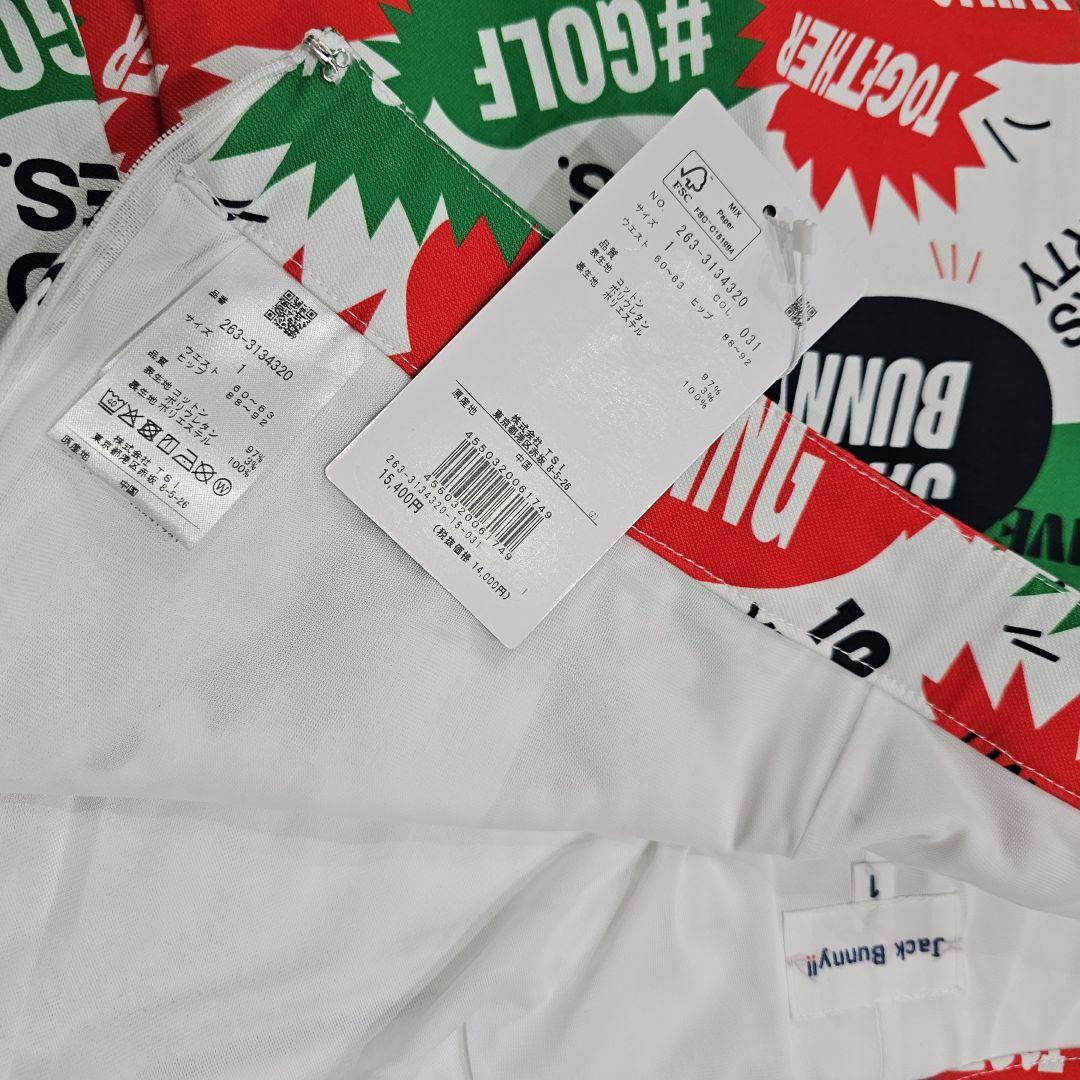 #GOLF
TOGETHER
MIX
Paper
FSC™ C151994
FSC
NO. 263-3134320 COL. 031
サイズ 1
ウエスト 60~63 ヒップ 88~92
品質
表生地 コットン 97%
ポリウレタン 3%
裏生地 ポリエステル 100%
株式会社 TSI
東京都港区赤坂 8-5-26
原産地 中国
4550320061749
4550320061749
263-3134320-15-031
15,400円
(税抜価格 14,000円)
(2)
1
品番 263-3134320
サイズ 1
ウエスト 60~63
ヒップ 88~92
品質
表生地 コットン 97%
ポリウレタン 3%
裏生地 ポリエステル 100%
40
W
株式会社 TSI
東京都港区赤坂 8-5-26
原産地 中国
BUNN
1
Jack Bunny!!